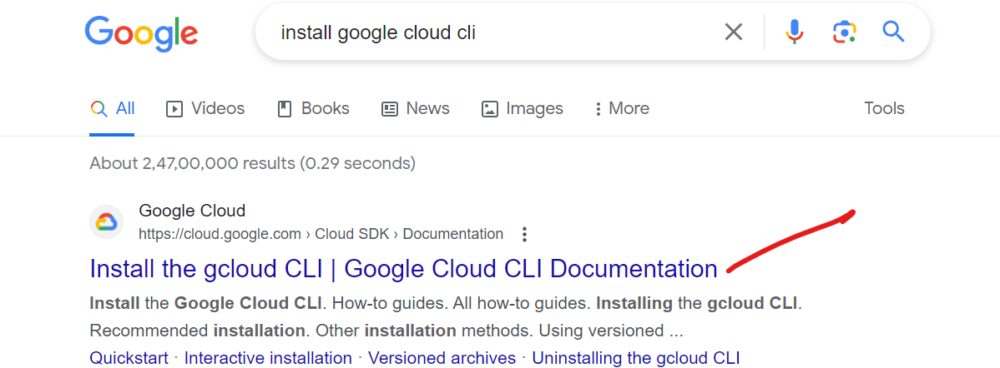 Google
install google cloud cli
All Videos Books News Images More Tools
About 2,47,00,000 results (0.29 seconds)
Google Cloud
https://cloud.google.com › Cloud SDK › Documentation
Install the gcloud CLI | Google Cloud CLI Documentation
Install the Google Cloud CLI. How-to guides. All how-to guides. Installing the gcloud CLI.
Recommended installation. Other installation methods. Using versioned ...
Quickstart · Interactive installation · Versioned archives · Uninstalling the gcloud CLI